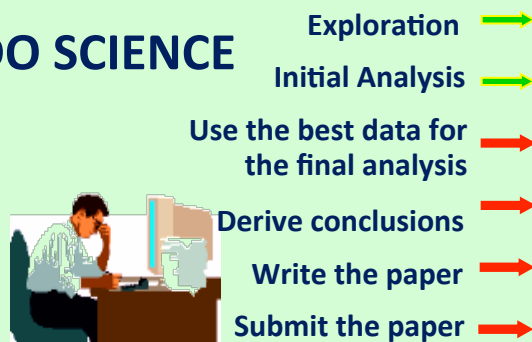 DO SCIENCE
Exploration
Initial Analysis
Use the best data for
the final analysis
Derive conclusions
Write the paper
Submit the paper